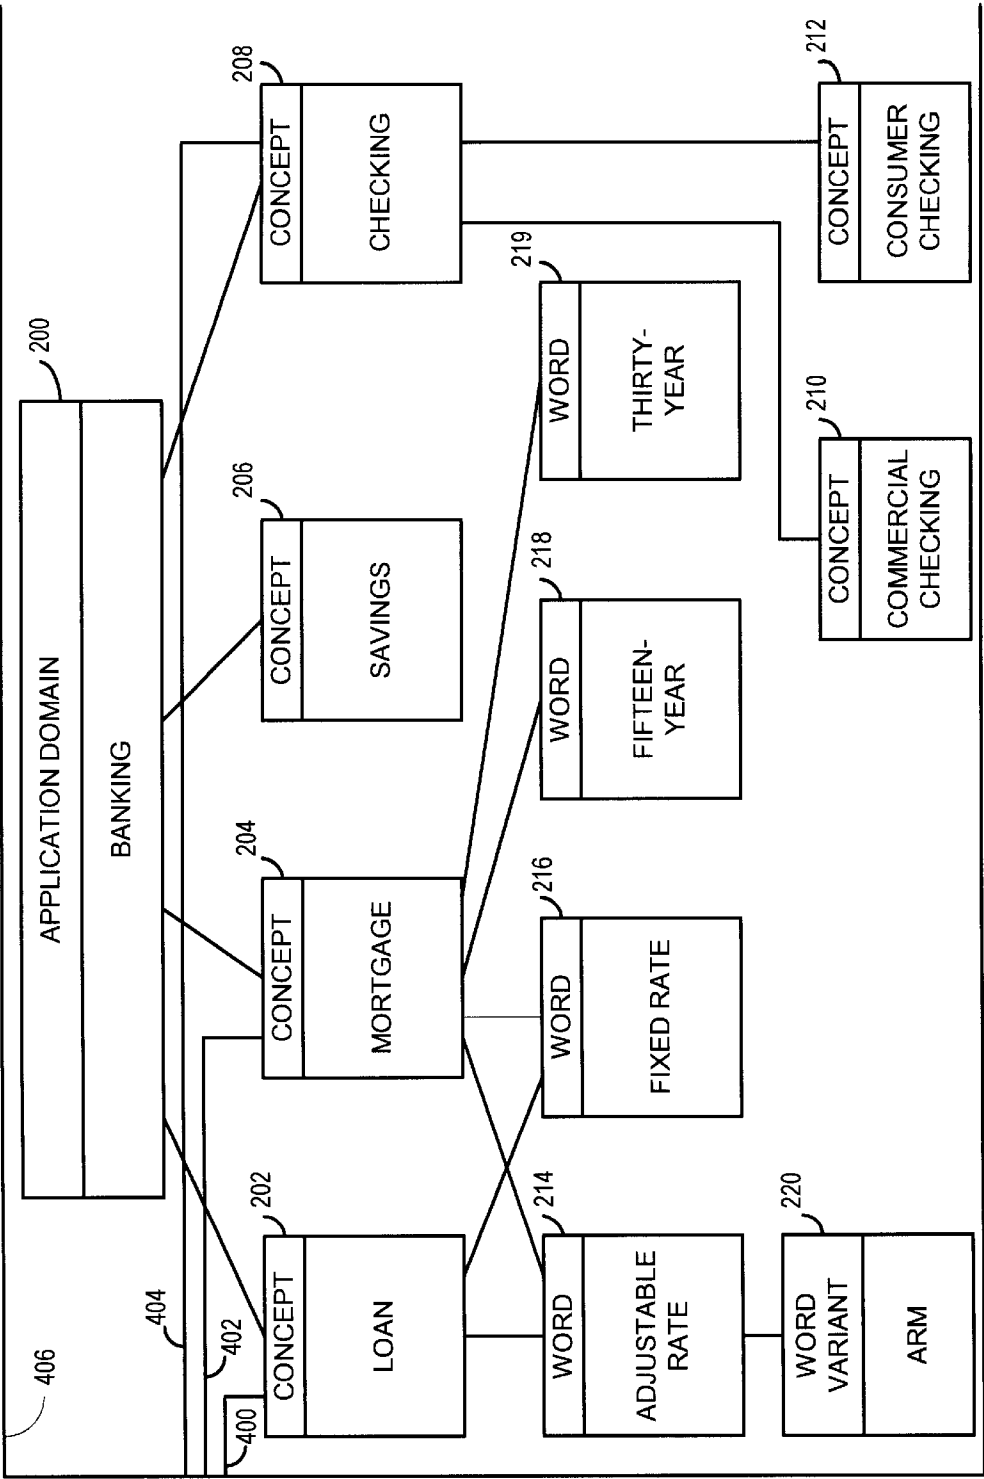 406
APPLICATION DOMAIN
200
BANKING
404
402
400
202
CONCEPT
LOAN
204
CONCEPT
MORTGAGE
206
CONCEPT
SAVINGS
208
CONCEPT
CHECKING
214
WORD
ADJUSTABLE
RATE
216
WORD
FIXED RATE
218
WORD
FIFTEEN-
YEAR
219
WORD
THIRTY-
YEAR
220
WORD
VARIANT
ARM
210
CONCEPT
COMMERCIAL
CHECKING
212
CONCEPT
CONSUMER
CHECKING